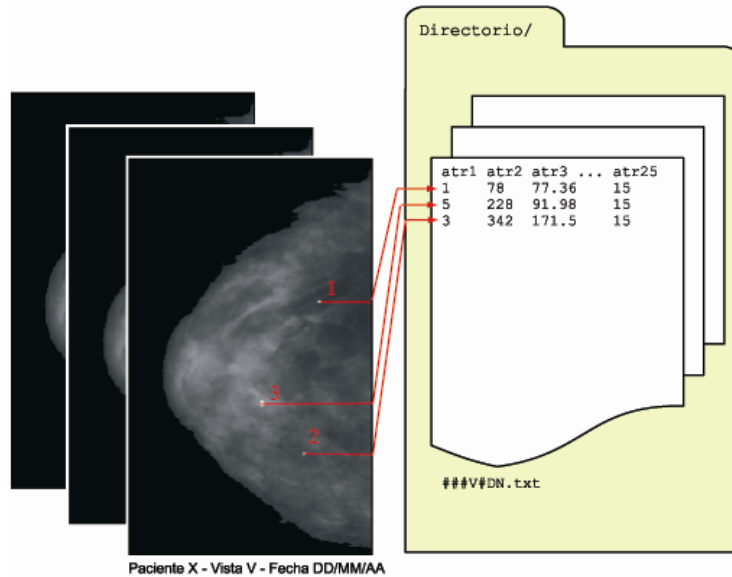 Directorio/
atr1 atr2 atr3 ... atr25
1 78 77.36 15
5 228 91.98 15
3 342 171.5 15
1
3
2
###V#DN.txt
Paciente X - Vista V - Fecha DD/MM/AA